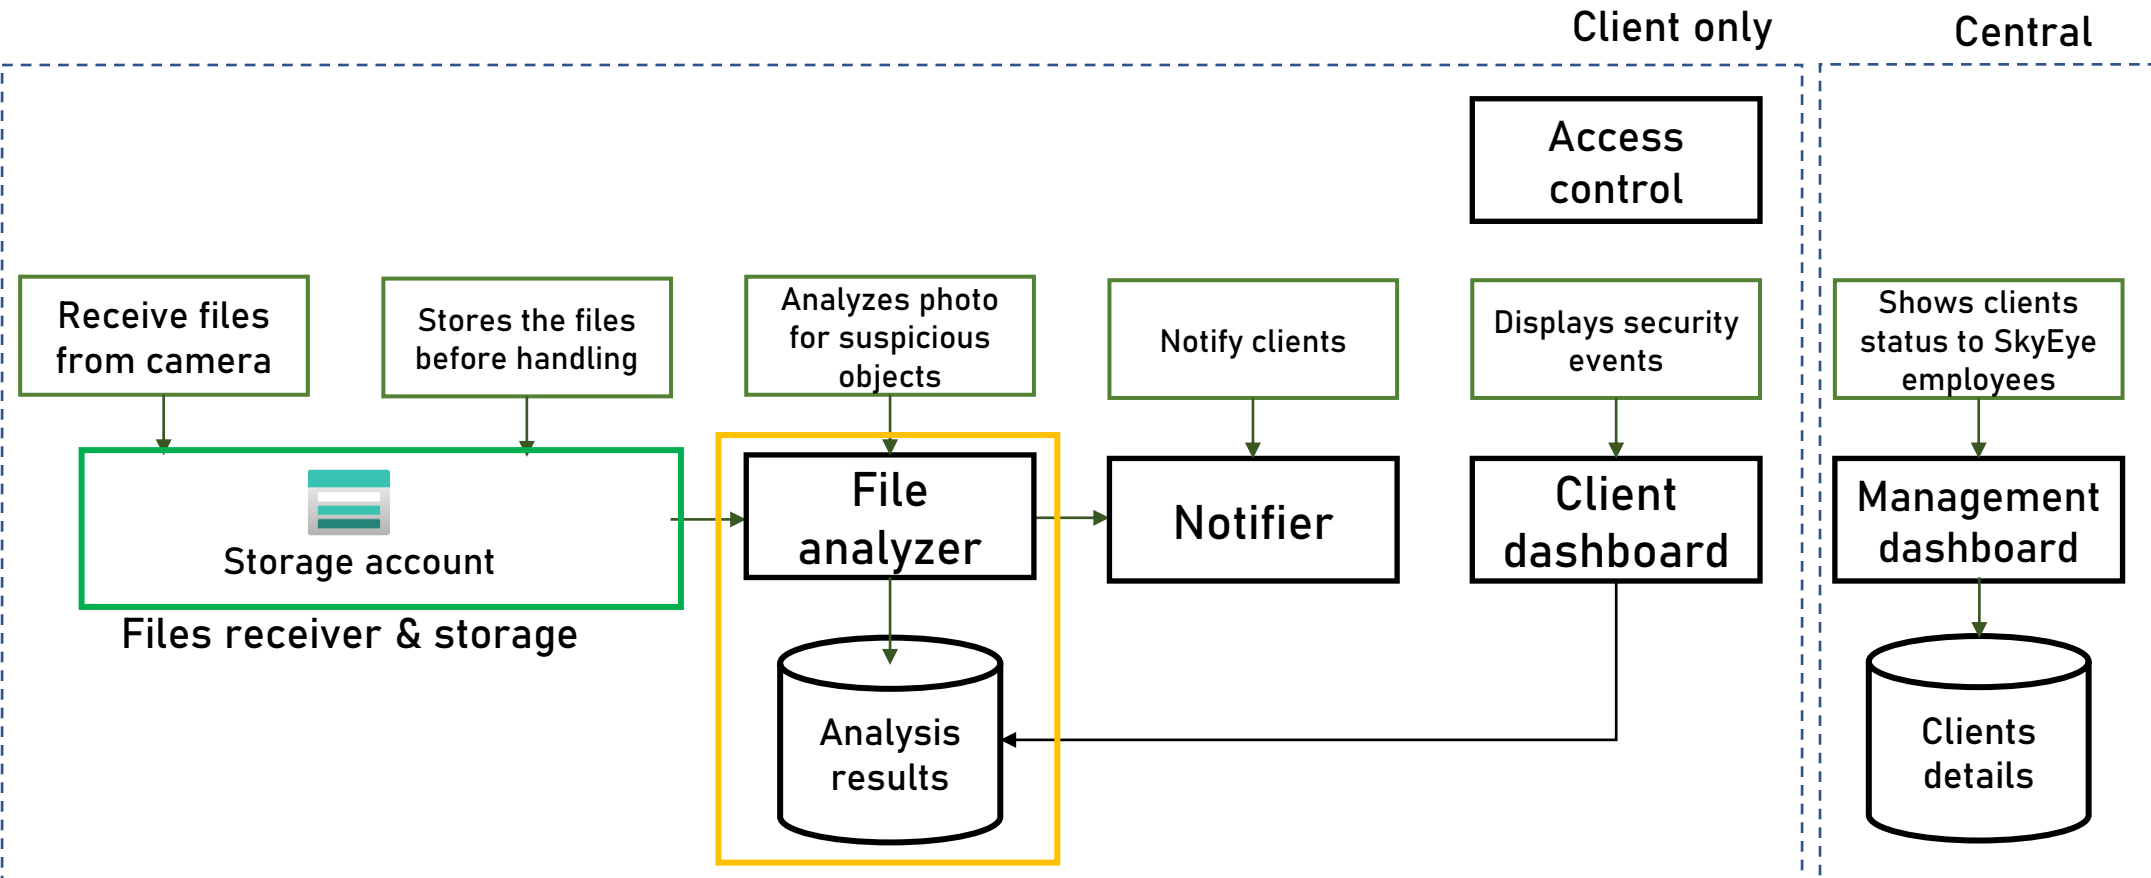 Client only
Central
Access
control
Receive files
from camera
Stores the files
before handling
Analyzes photo
for suspicious
objects
Notify clients
Displays security
events
Shows clients
status to SkyEye
employees
Storage account
Files receiver & storage
File
analyzer
Notifier
Client
dashboard
Management
dashboard
Analysis
results
Clients
details